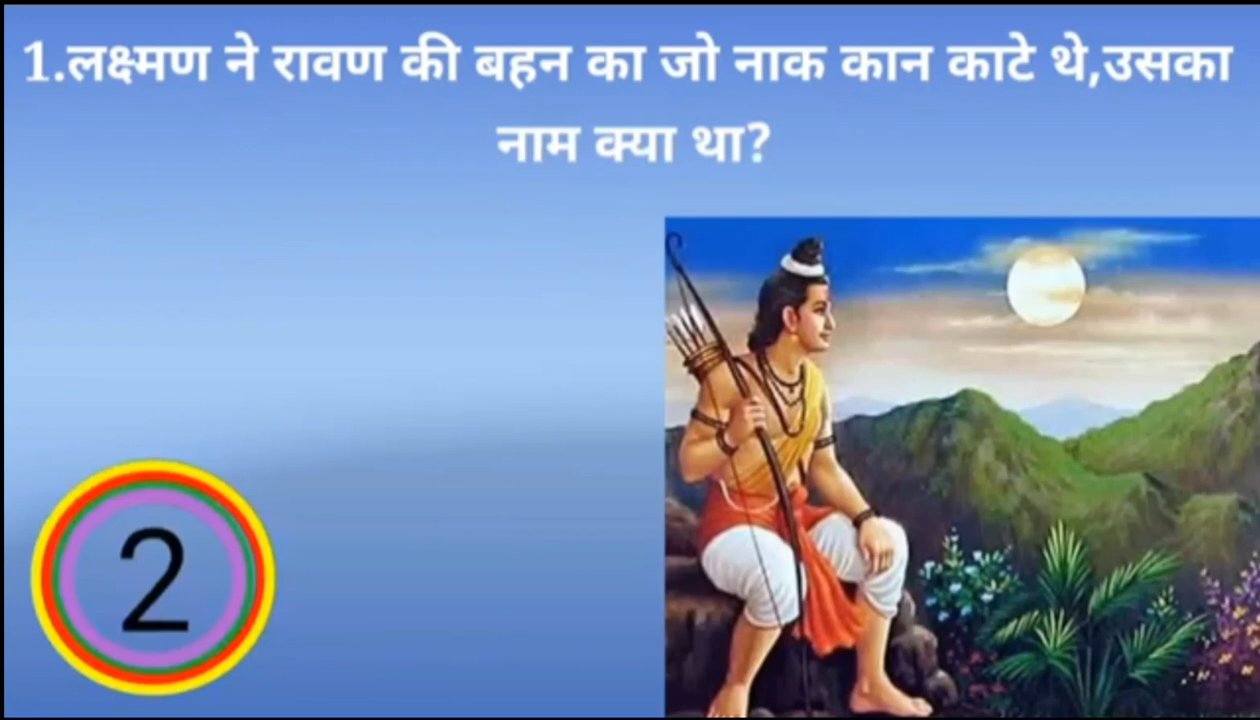 1.लक्ष्मण ने रावण की बहन का जो नाक कान काटे थे,उसका
नाम क्या था?
2